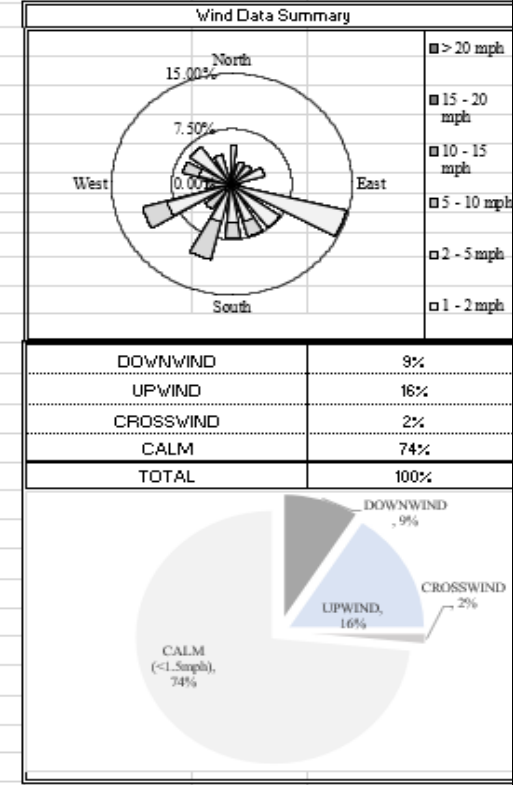 Wind Data Summary
North
15.00%
7.50%
West
0.00%
East
South
> 20 mph
15 - 20
mph
10 - 15
mph
5 - 10 mph
2 - 5 mph
1 - 2 mph
DOWNWIND 9%
UPWIND 16%
CROSSWIND 2%
CALM 74%
TOTAL 100%
DOWNWIND
, 9%
CROSSWIND
, 2%
UPWIND,
16%
CALM
(<1.5mph),
74%